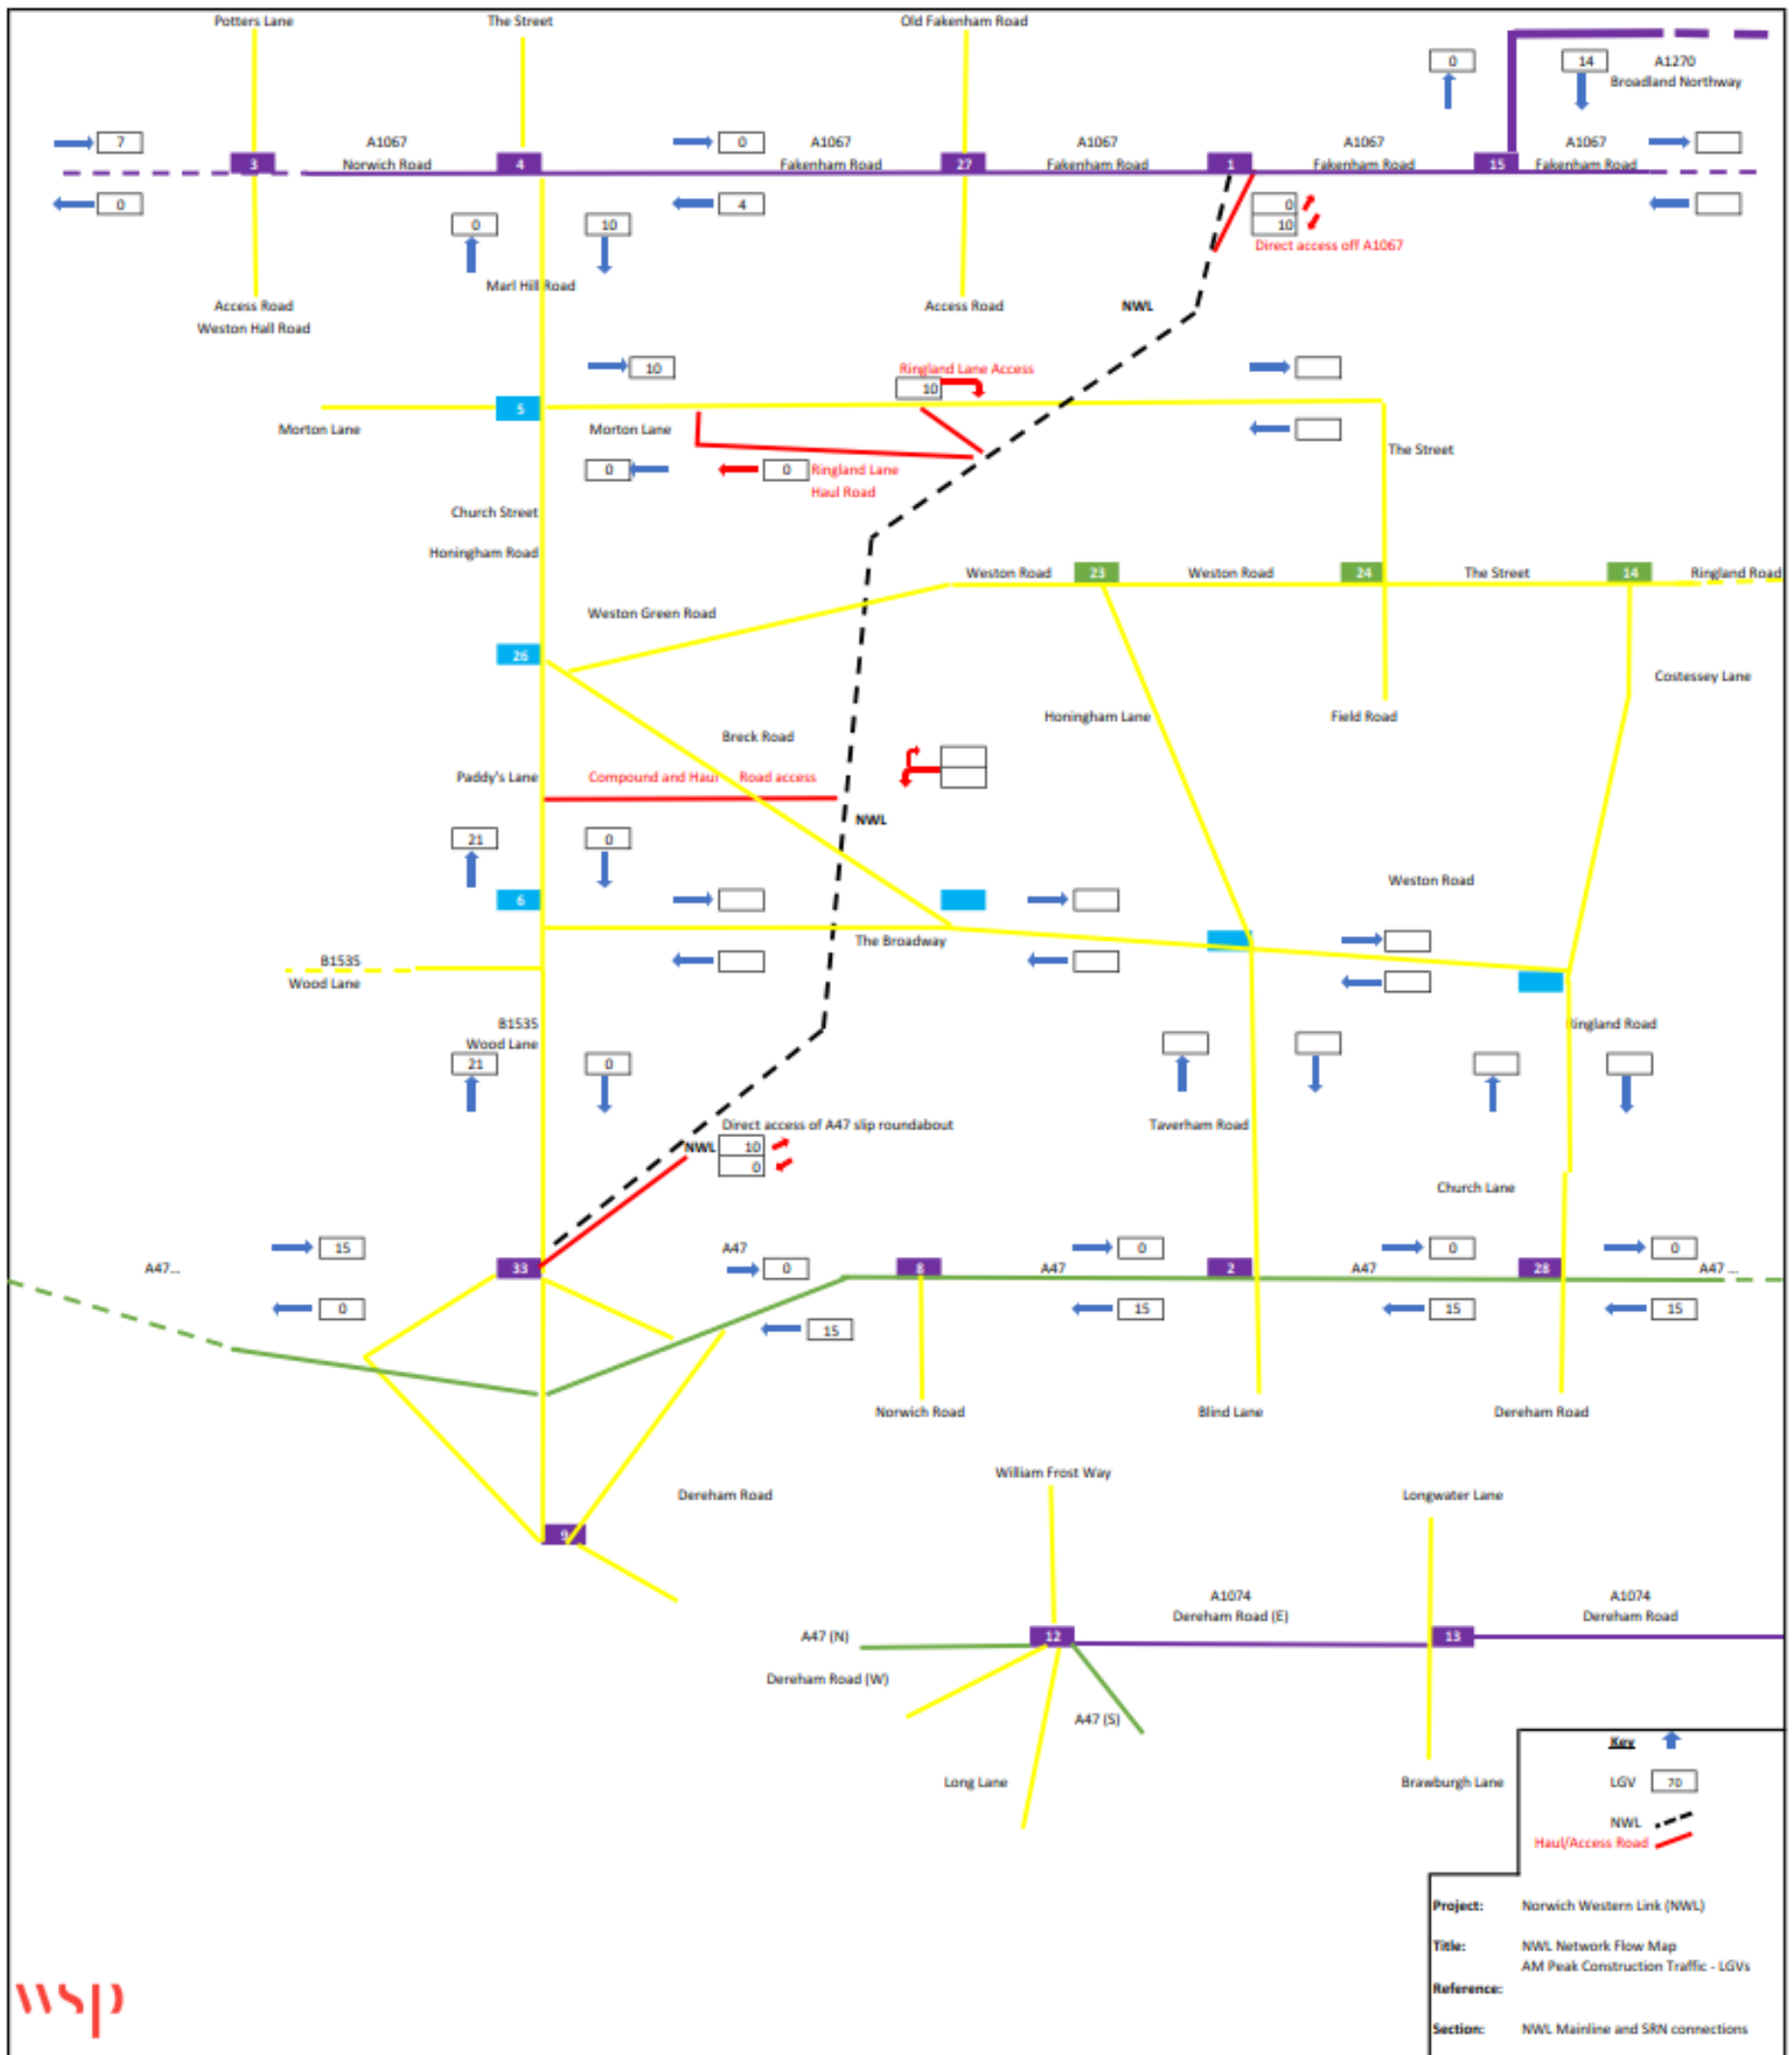 Potters Lane
The Street
Old Fakenham Road
0
14
A1270
Broadland Northway
7
A1067
Norwich Road
0
A1067
Fakenham Road
A1067
Fakenham Road
A1067
Fakenham Road
A1067
Fakenham Road
3
4
27
1
15
0
4
0
10
0
10
Direct access off A1067
Marl Hill Road
Access Road
Weston Hall Road
Access Road
NWL
10
Ringland Lane Access
10
5
Morton Lane
Morton Lane
The Street
0
0
Ringland Lane
Haul Road
Church Street
Honingham Road
Weston Road
23
Weston Road
24
The Street
14
Ringland Road
Weston Green Road
26
Costessey Lane
Honingham Lane
Field Road
Breck Road
Paddy's Lane
Compound and Haul Road access
NWL
21
0
6
Weston Road
The Broadway
B1535
Wood Lane
B1535
Wood Lane
Ringland Road
21
0
Direct access of A47 slip roundabout
Taverham Road
NWL
10
0
Church Lane
15
A47
0
0
0
A47...
33
0
8
A47
2
A47
28
A47 ...
0
15
15
15
15
Norwich Road
Blind Lane
Dereham Road
William Frost Way
Dereham Road
Longwater Lane
9
A1074
Dereham Road (E)
A1074
Dereham Road
A47 (N)
12
13
Dereham Road (W)
A47 (S)
Long Lane
Brawburgh Lane
Key
LGV 70
NWL
Haul/Access Road
Project: Norwich Western Link (NWL)
Title: NWL Network Flow Map
AM Peak Construction Traffic - LGVs
Reference:
Section: NWL Mainline and SRN connections
wsp